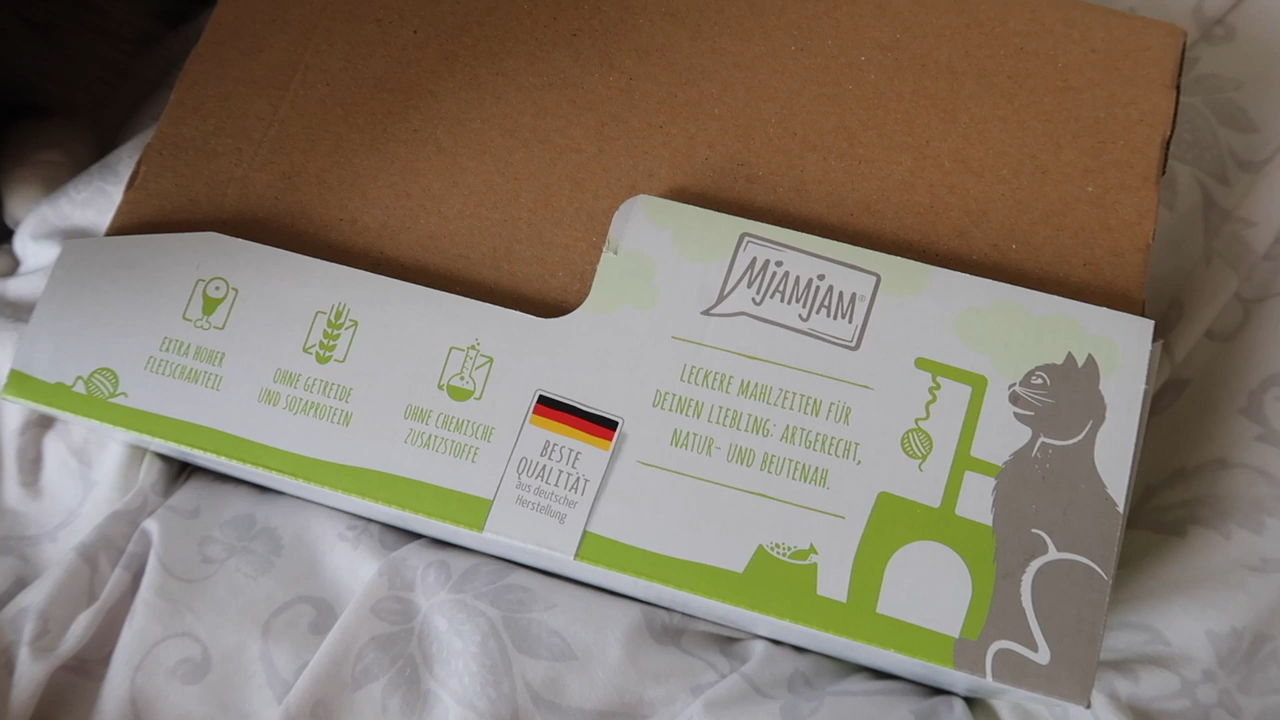 MJAMJAM®
EXTRA HOHER
FLEISCHANTEIL
OHNE GETREIDE
UND SOJAPROTEIN
OHNE CHEMISCHE
ZUSATZSTOFFE
BESTE
QUALITÄT
aus deutscher
Herstellung
LECKERE MAHLZEITEN FÜR
DEINEN LIEBLING: ARTGERECHT,
NATUR- UND BEUTENAH.